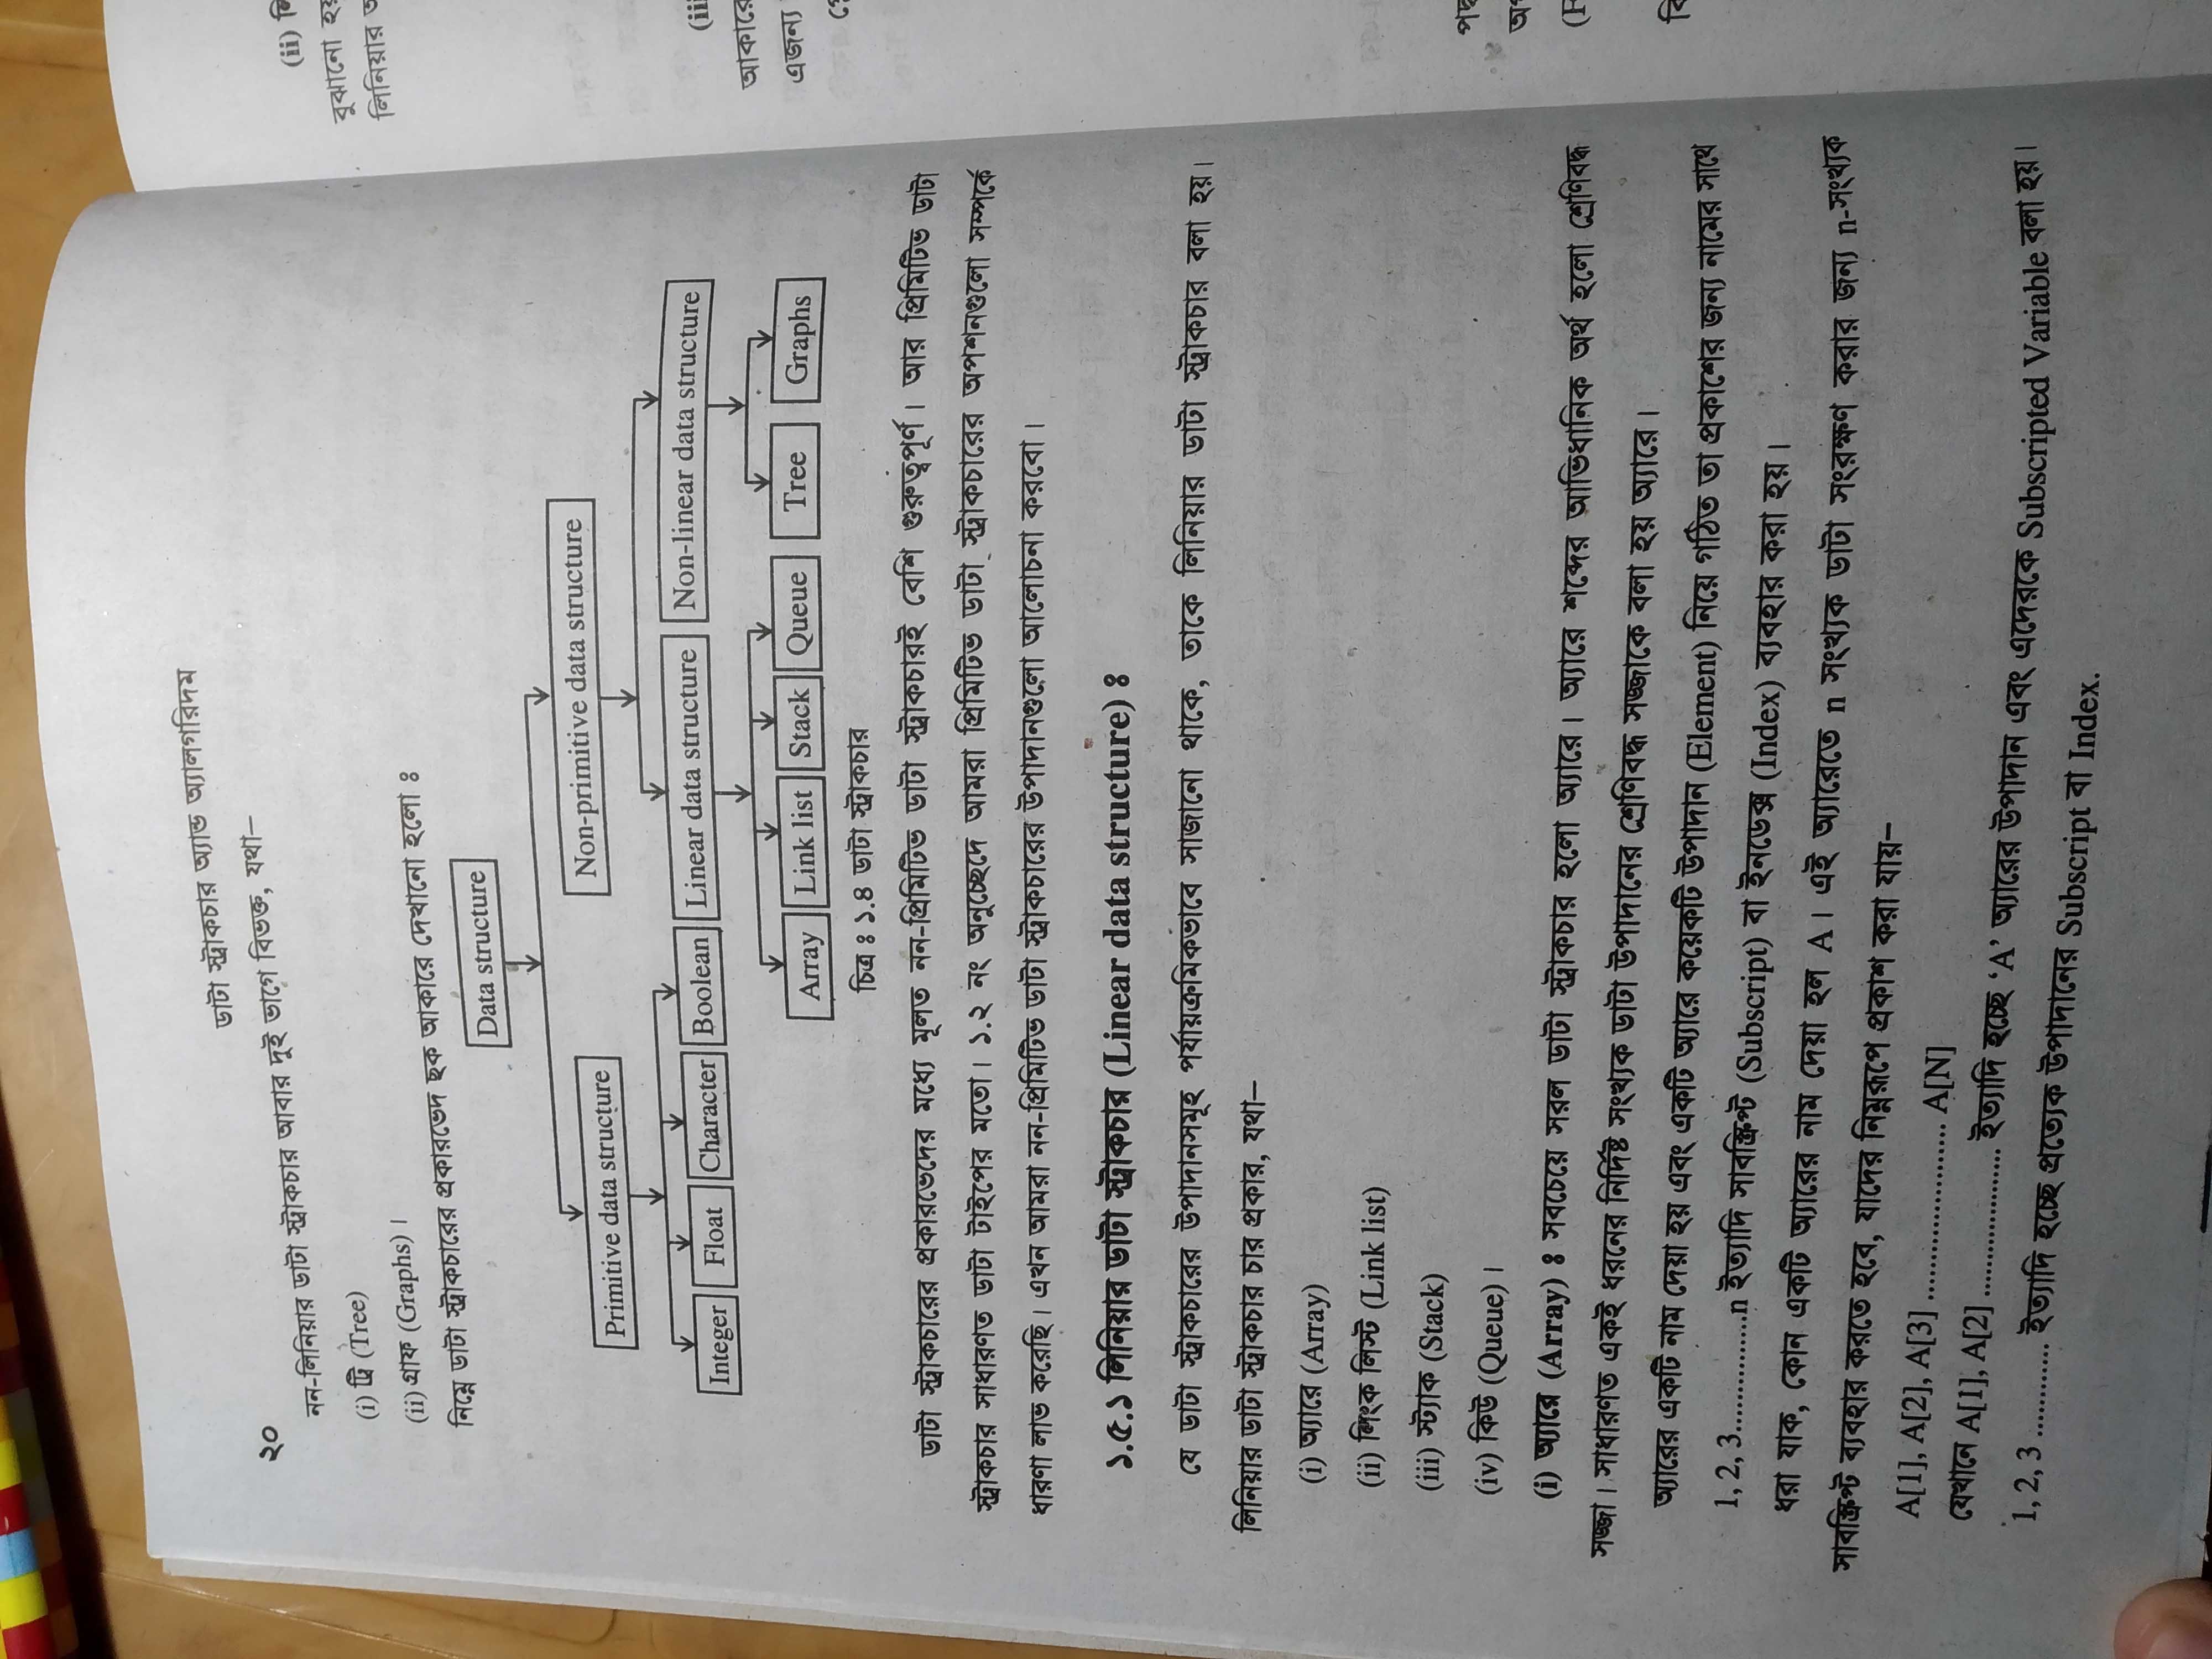 ২০
ডাটা স্ট্রাকচার অ্যান্ড অ্যালগরিদম
নন-লিনিয়ার ডাটা স্ট্রাকচার আবার দুই ভাগে বিভক্ত, যথা–
(i) ট্রি (Tree)
(ii) গ্রাফ (Graphs) ।
নিম্নে ডাটা স্ট্রাকচারের প্রকারভেদ ছক আকারে দেখানো হলো ঃ
Data structure
Primitive data structure
Non-primitive data structure
Integer Float Character Boolean Linear data structure Non-linear data structure
Array Link list Stack Queue Tree Graphs
চিত্র ঃ ১.৪ ডাটা স্ট্রাকচার
ডাটা স্ট্রাকচারের প্রকারভেদের মধ্যে মূলত নন-প্রিমিটিভ ডাটা স্ট্রাকচারই বেশি গুরুত্বপূর্ণ। আর প্রিমিটিভ ডাটা
স্ট্রাকচার সাধারণত ডাটা টাইপের মতো। ১.২ নং অনুচ্ছেদে আমরা প্রিমিটিভ ডাটা স্ট্রাকচারের অপশনগুলো সম্পর্কে
ধারণা লাভ করেছি। এখন আমরা নন-প্রিমিটিভ ডাটা স্ট্রাকচারের উপাদানগুলো আলোচনা করবো।
১.৫.১ লিনিয়ার ডাটা স্ট্রাকচার (Linear data structure) ঃ
যে ডাটা স্ট্রাকচারের উপাদানসমূহ পর্যায়ক্রমিকভাবে সাজানো থাকে, তাকে লিনিয়ার ডাটা স্ট্রাকচার বলা হয়।
লিনিয়ার ডাটা স্ট্রাকচার চার প্রকার, যথা–
(i) অ্যারে (Array)
(ii) লিংক লিস্ট (Link list)
(iii) স্ট্যাক (Stack)
(iv) কিউ (Queue) ।
(i) অ্যারে (Array) ঃ সবচেয়ে সরল ডাটা স্ট্রাকচার হলো অ্যারে। অ্যারে শব্দের আভিধানিক অর্থ হলো শ্রেণিবদ্ধ
সজ্জা। সাধারণত একই ধরনের নির্দিষ্ট সংখ্যক ডাটা উপাদানের শ্রেণিবদ্ধ সজ্জাকে বলা হয় অ্যারে।
অ্যারের একটি নাম দেয়া হয় এবং একটি অ্যারে কয়েকটি উপাদান (Element) নিয়ে গঠিত তা প্রকাশের জন্য নামের সাথে
1, 2, 3...............n ইত্যাদি সাবস্ক্রিপ্ট (Subscript) বা ইনডেক্স (Index) ব্যবহার করা হয়।
ধরা যাক, কোন একটি অ্যারের নাম দেয়া হল A। এই অ্যারেতে n সংখ্যক ডাটা সংরক্ষণ করার জন্য n-সংখ্যক
সাবস্ক্রিপ্ট ব্যবহার করতে হবে, যাদের নিম্নরূপে প্রকাশ করা যায়–
A[1], A[2], A[3] ........................ A[N]
যেখানে A[1], A[2] ..................... ইত্যাদি হচ্ছে ‘A’ অ্যারের উপাদান এবং এদেরকে Subscripted Variable বলা হয়।
1, 2, 3 ............. ইত্যাদি হচ্ছে প্রত্যেক উপাদানের Subscript বা Index.
(ii)
বুঝানো হয়
লিনিয়ার
(iii
আকারে
এজন্য